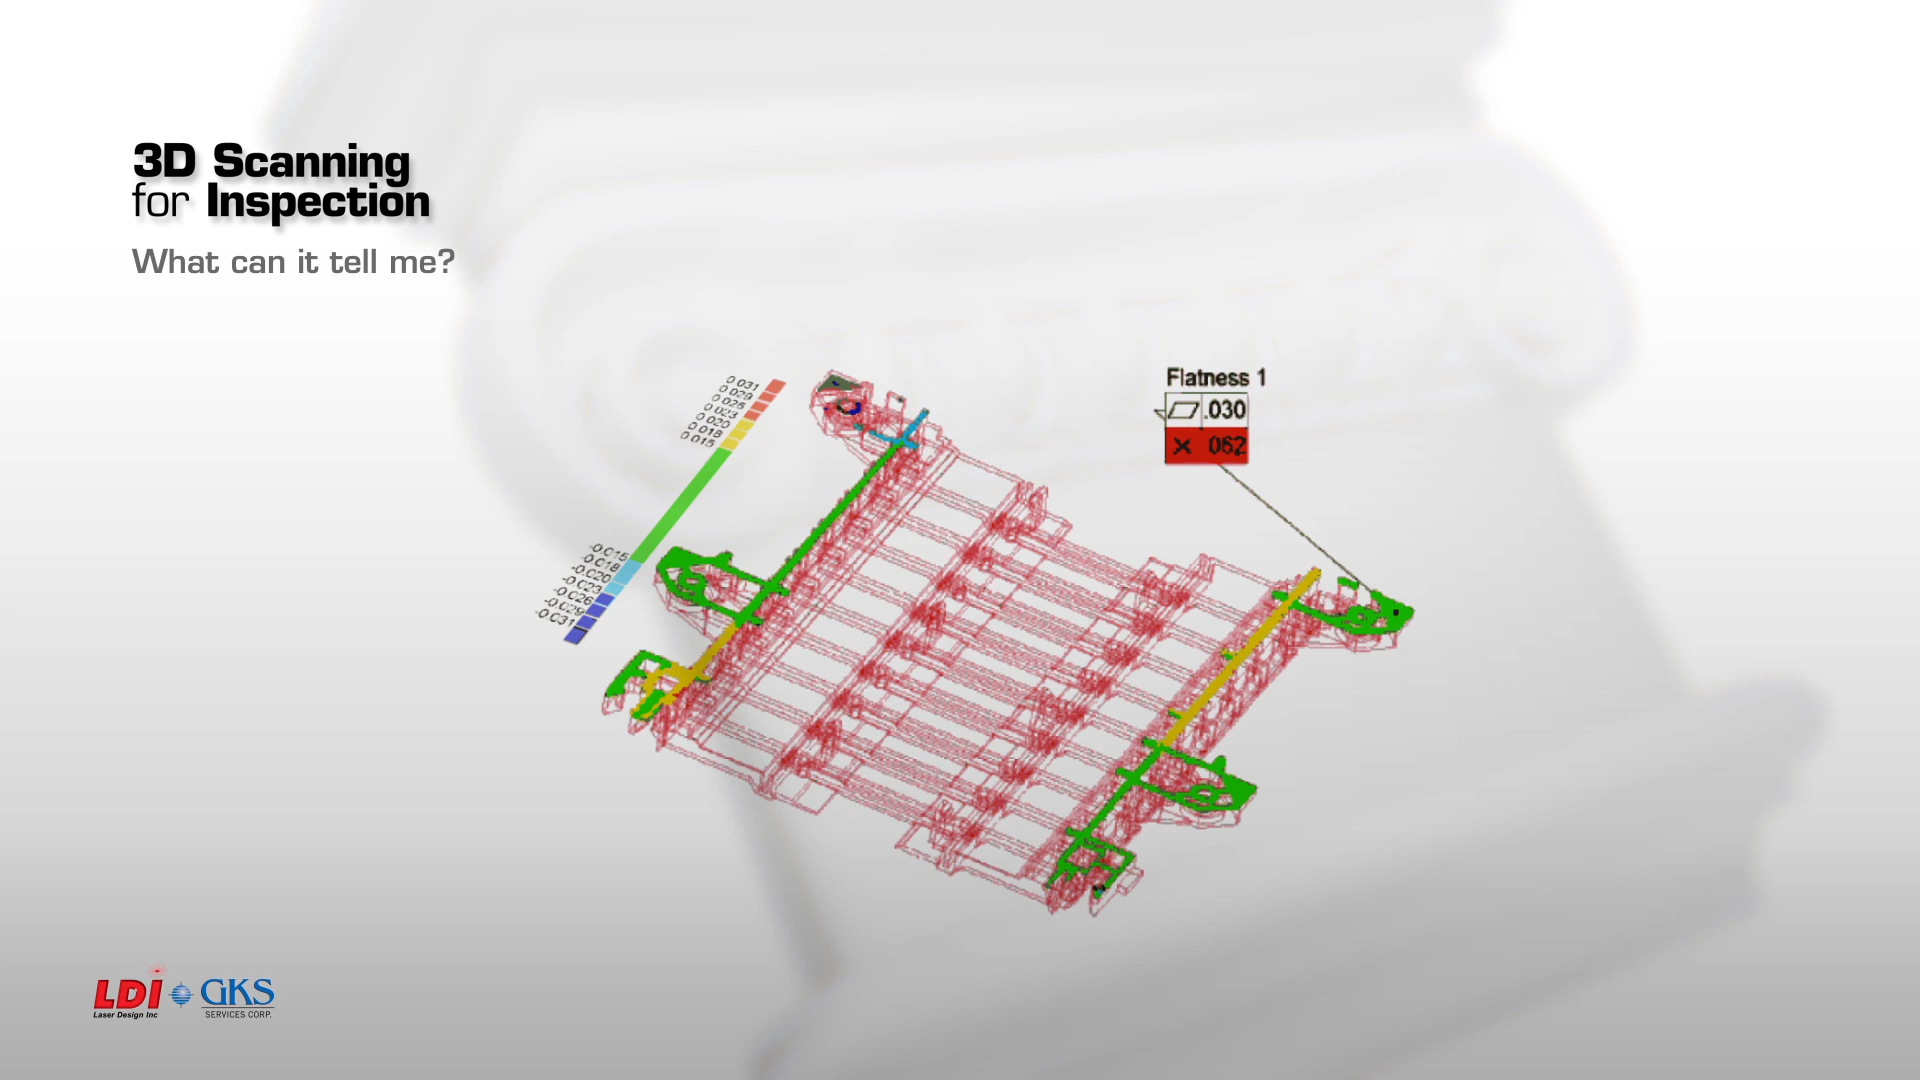 3D Scanning
for Inspection
What can it tell me?
0.031
0.029
0.026
0.023
0.020
0.018
0.015
-0.015
-0.018
-0.020
-0.023
-0.026
-0.029
-0.031
Flatness 1
.030
X 062
LDI GKS
Laser Design Inc SERVICES CORP.